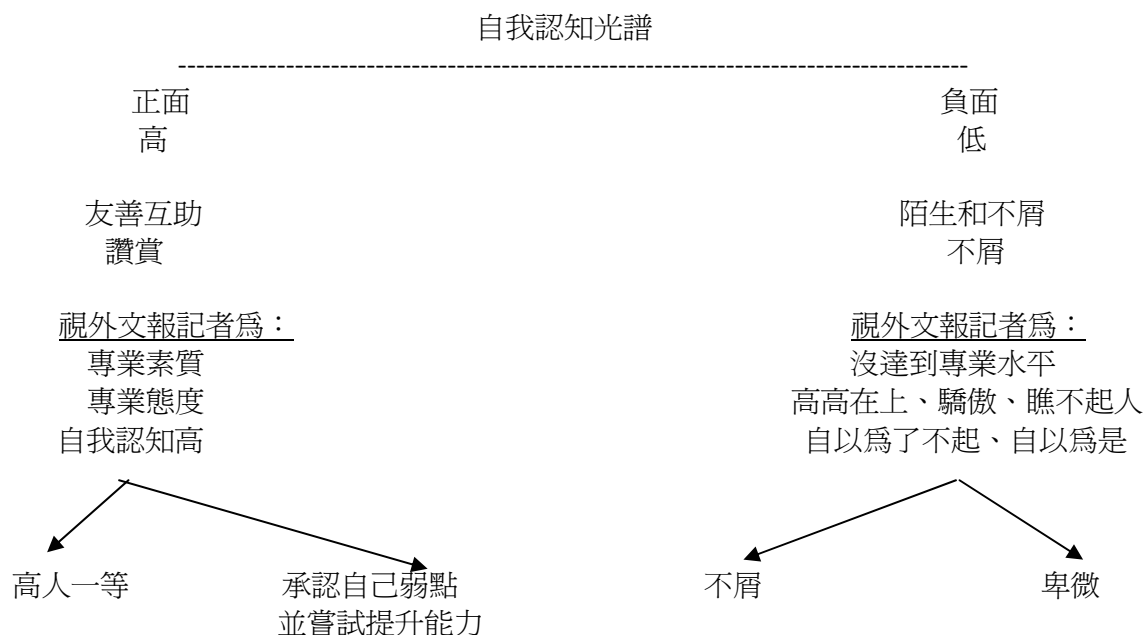 自我認知光譜
----------------------------------------------------------------------------------------
正面 負面
高 低
友善互助 陌生和不屑
讚賞 不屑
視外文報記者爲： 視外文報記者爲：
專業素質 沒達到專業水平
專業態度 高高在上、驕傲、瞧不起人
自我認知高 自以爲了不起、自以爲是
高人一等 承認自己弱點 不屑 卑微
並嘗試提升能力